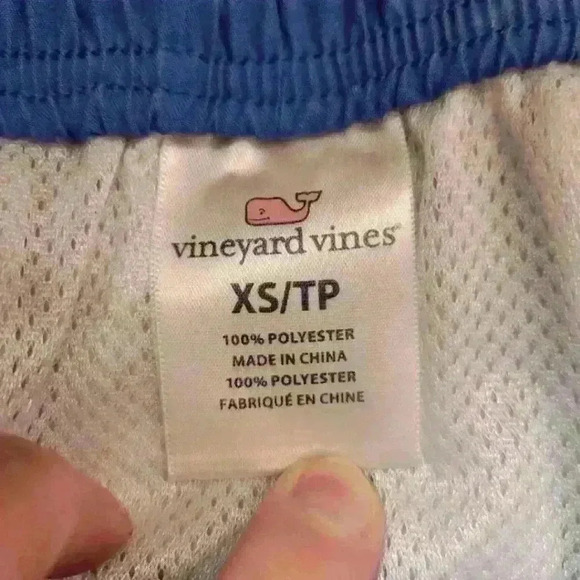 vineyard vines
XS/TP
100% POLYESTER
MADE IN CHINA
100% POLYESTER
FABRIQUÉ EN CHINE